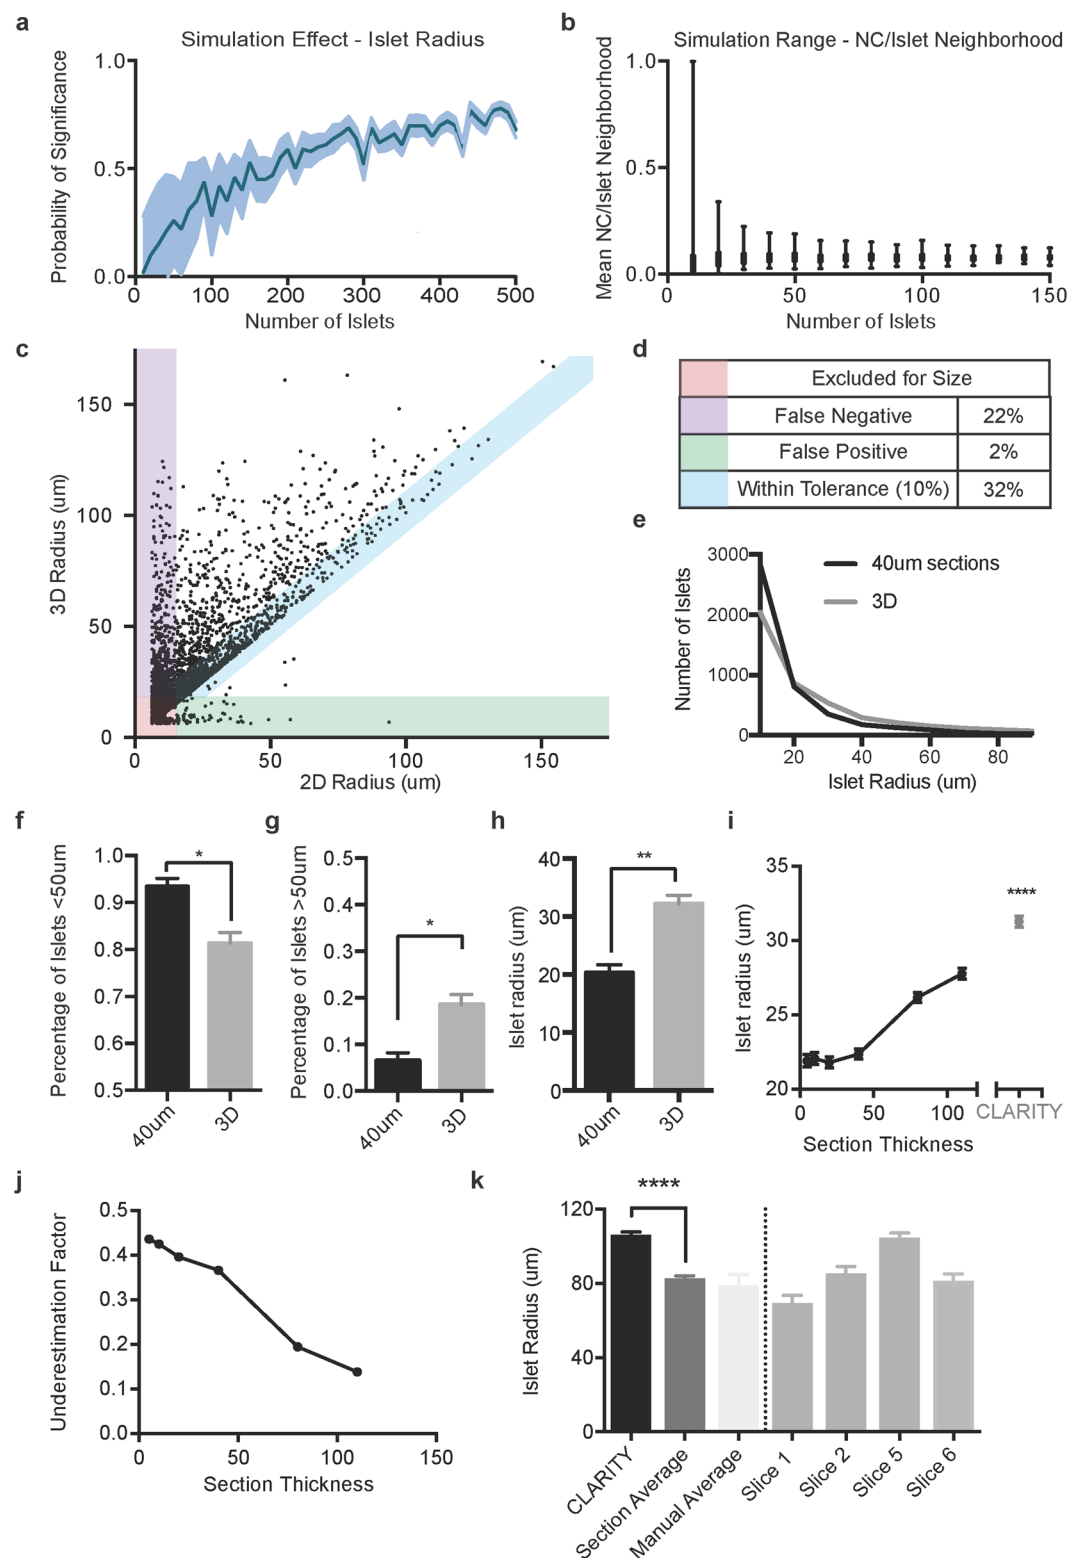 a
Simulation Effect - Islet Radius
Probability of Significance
1.0
0.5
0.0
0
100
200
300
400
500
Number of Islets
b
Simulation Range - NC/Islet Neighborhood
Mean NC/Islet Neighborhood
1.0
0.5
0.0
0
50
100
150
Number of Islets
c
3D Radius (um)
150
100
50
0
0
50
100
150
2D Radius (um)
d
Excluded for Size
False Negative 22%
False Positive 2%
Within Tolerance (10%) 32%
e
Number of Islets
3000
2000
1000
0
20
40
60
80
Islet Radius (um)
40um sections
3D
f
Percentage of Islets <50um
1.0
0.9
0.8
0.7
0.6
0.5
*
40um
3D
g
Percentage of Islets >50um
0.5
0.4
0.3
0.2
0.1
0.0
*
40um
3D
h
Islet radius (um)
40
30
20
10
0
**
40um
3D
i
Islet radius (um)
35
30
25
20
****
0
50
100
CLARITY
Section Thickness
j
Underestimation Factor
0.5
0.4
0.3
0.2
0.1
0.0
0
50
100
150
Section Thickness
k
Islet Radius (um)
120
80
40
0
****
CLARITY
Section Average
Manual Average
Slice 1
Slice 2
Slice 5
Slice 6